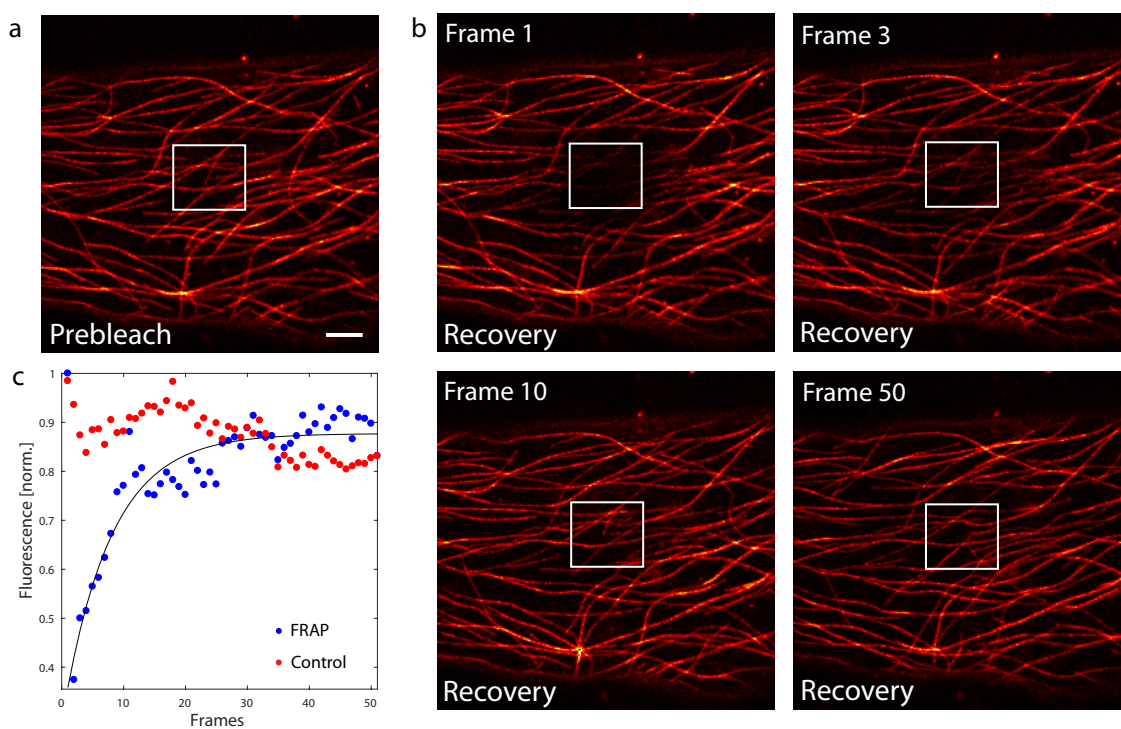 a
Prebleach
b
Frame 1
Recovery
Frame 3
Recovery
c
Fluorescence [norm.]
1
0.9
0.8
0.7
0.6
0.5
0.4
0
10
20
30
40
50
Frames
FRAP
Control
Frame 10
Recovery
Frame 50
Recovery